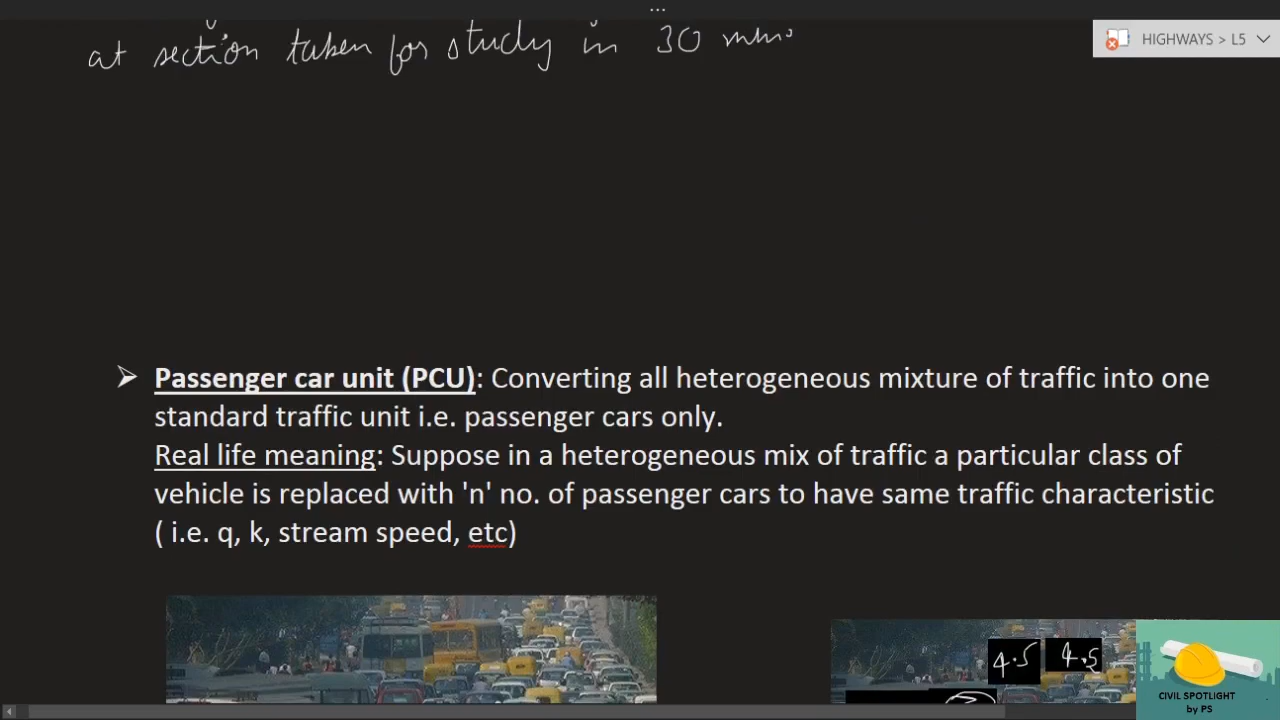 ...
at section taken for study in 30 mins
HIGHWAYS > L5
➢ Passenger car unit (PCU): Converting all heterogeneous mixture of traffic into one
standard traffic unit i.e. passenger cars only.
Real life meaning: Suppose in a heterogeneous mix of traffic a particular class of
vehicle is replaced with 'n' no. of passenger cars to have same traffic characteristic
( i.e. q, k, stream speed, etc)
4.5 4.5
CIVIL SPOTLIGHT
by PS